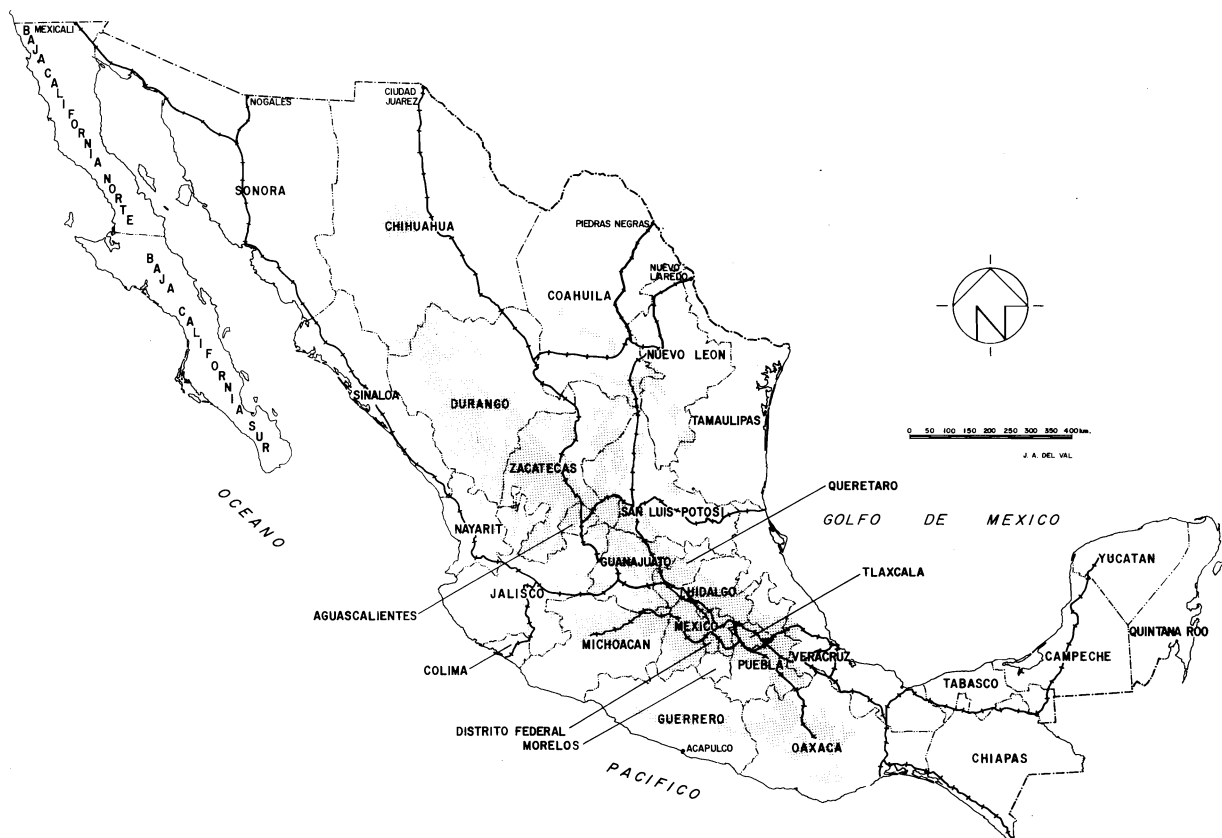 MEXICALI
BAJA CALIFORNIA NORTE
NOGALES
CIUDAD
JUAREZ
SONORA
CHIHUAHUA
PIEDRAS NEGRAS
NUEVO
LAREDO
COAHUILA
BAJA CALIFORNIA SUR
N
NUEVO LEON
SINALOA
DURANGO
TAMAULIPAS
0 50 100 150 200 250 300 350 400 km.
J. A. DEL VAL
ZACATECAS
QUERETARO
OCEANO
SAN LUIS POTOSI
GOLFO DE MEXICO
NAYARIT
YUCATAN
GUANAJUATO
TLAXCALA
JALISCO
HIDALGO
AGUASCALIENTES
MEXICO
QUINTANA ROO
MICHOACAN
VERACRUZ
CAMPECHE
COLIMA
PUEBLA
TABASCO
GUERRERO
DISTRITO FEDERAL
MORELOS
ACAPULCO
OAXACA
CHIAPAS
PACIFICO